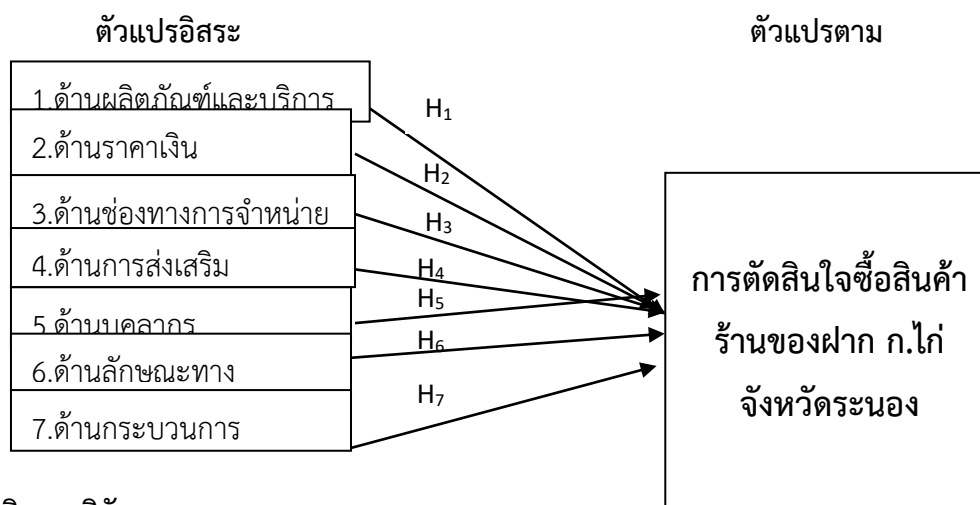 ตัวแปรอิสระ
ตัวแปรตาม
1.ด้านผลิตภัณฑ์และบริการ
2.ด้านราคาเงิน
3.ด้านช่องทางการจำหน่าย
4.ด้านการส่งเสริม
5.ด้านบุคลากร
6.ด้านลักษณะทาง
7.ด้านกระบวนการ
H1
H2
H3
H4
H5
H6
H7
การตัดสินใจซื้อสินค้า
ร้านของฝาก ก.ไก่
จังหวัดระนอง